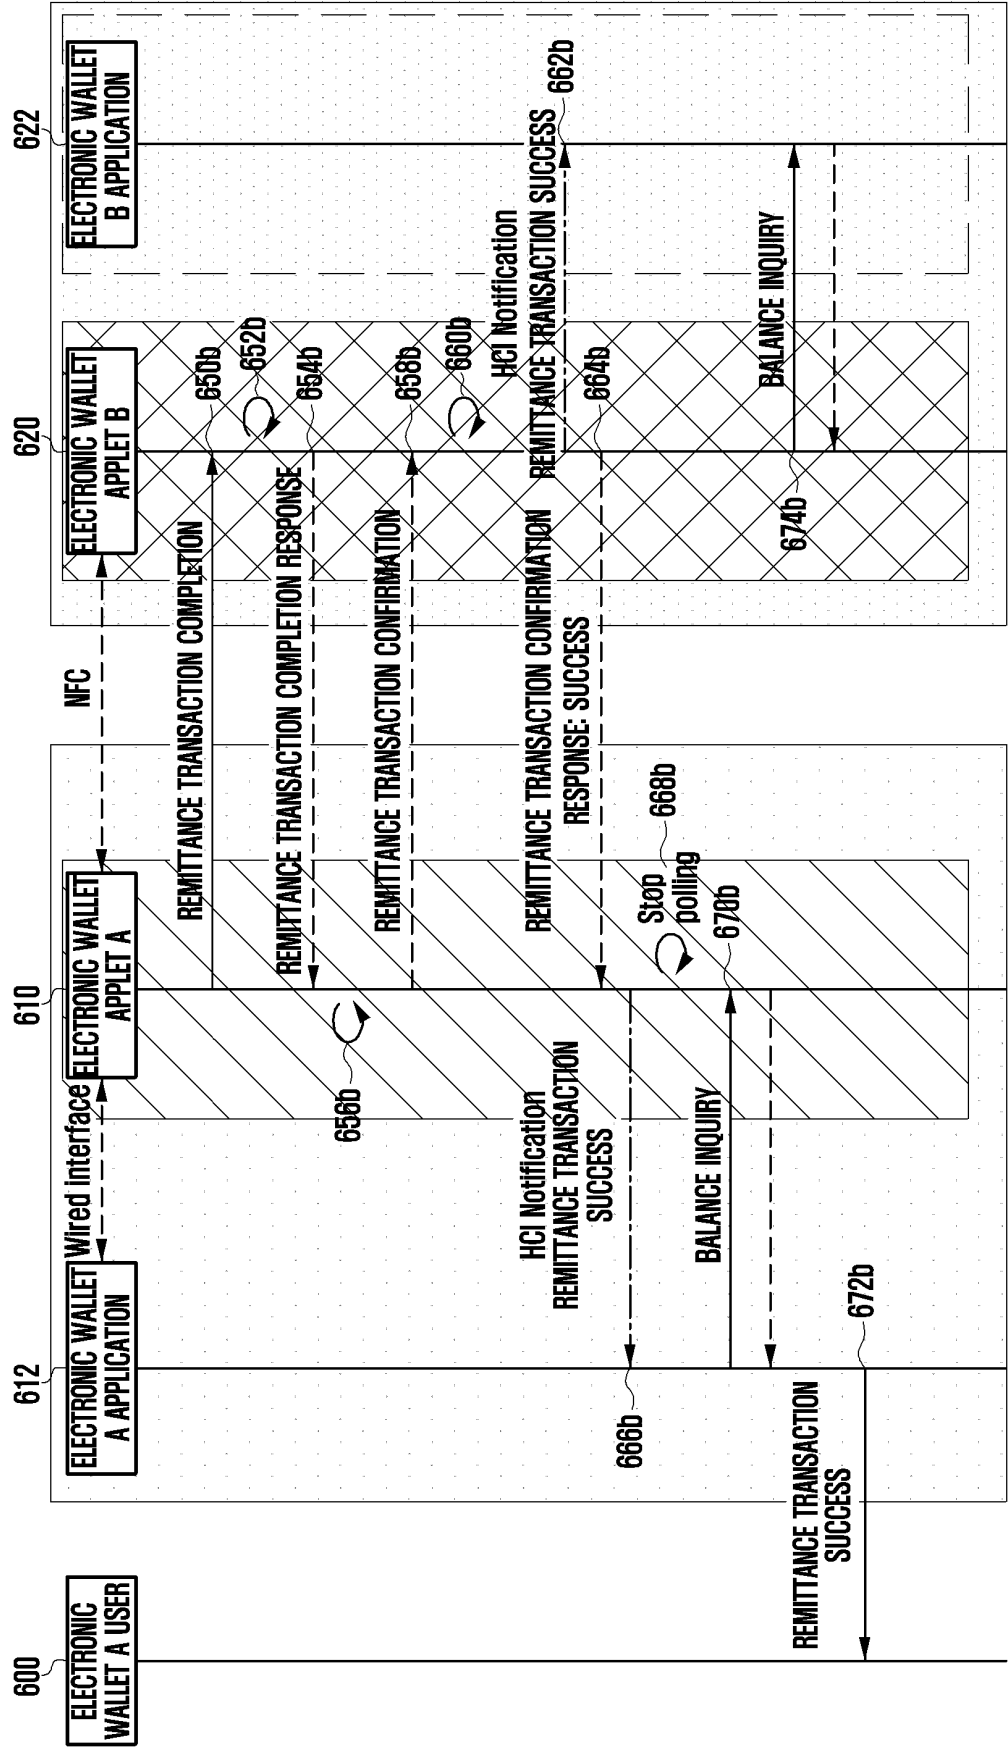 600
ELECTRONIC
WALLET A USER
612
ELECTRONIC WALLET
A APPLICATION
Wired Interface
610
ELECTRONIC WALLET
APPLET A
NFC
620
ELECTRONIC WALLET
APPLET B
622
ELECTRONIC WALLET
B APPLICATION
REMITTANCE TRANSACTION COMPLETION
650b
652b
REMITTANCE TRANSACTION COMPLETION RESPONSE
654b
656b
REMITTANCE TRANSACTION CONFIRMATION
658b
660b
HCI Notification
REMITTANCE TRANSACTION SUCCESS
662b
REMITTANCE TRANSACTION CONFIRMATION
RESPONSE: SUCCESS
664b
HCI Notification
REMITTANCE TRANSACTION
SUCCESS
666b
Stop
polling
668b
BALANCE INQUIRY
670b
BALANCE INQUIRY
674b
REMITTANCE TRANSACTION
SUCCESS
672b